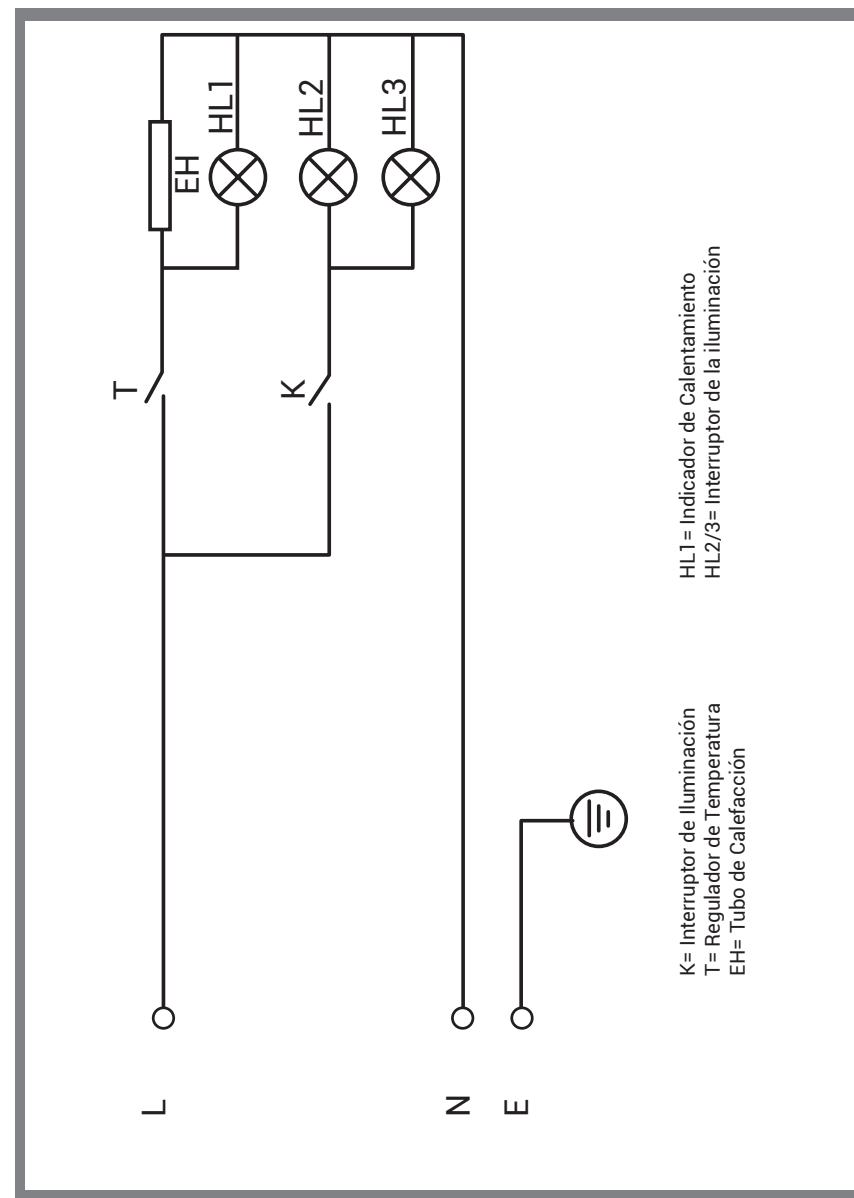 L
N
E
T
K
EH
HL1
HL2
HL3
K= Interruptor de Iluminación
T= Regulador de Temperatura
EH= Tubo de Calefacción
HL1= Indicador de Calentamiento
HL2/3= Interruptor de la iluminación